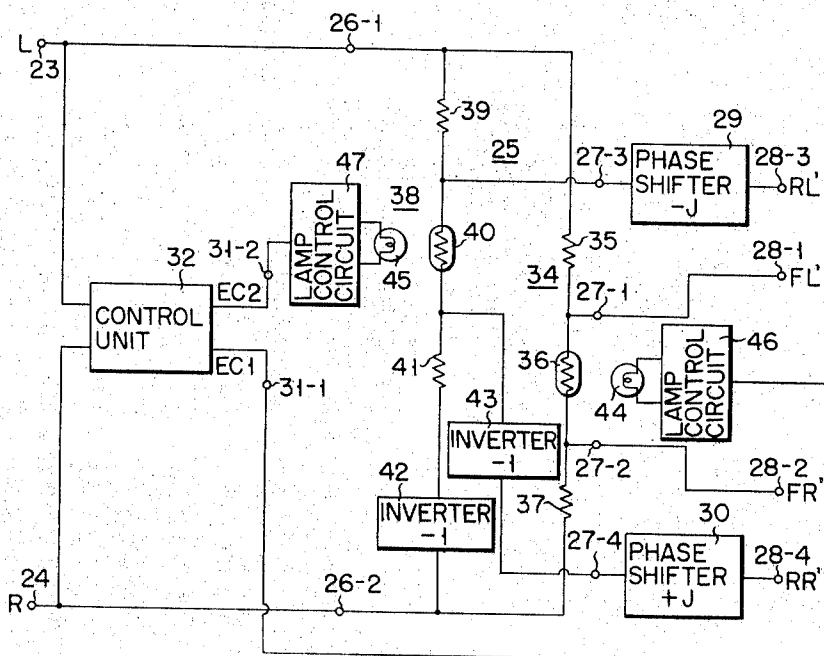 26-1
L
23
39
29
25
27-3
PHASE
SHIFTER
-J
28-3
RL'
47
LAMP
CONTROL
CIRCUIT
38
40
45
35
28-1
FL'
31-2
32
34
27-1
EC2
CONTROL
UNIT
46
LAMP
CONTROL
CIRCUIT
41
36
EC1
31-1
43
44
INVERTER
-1
27-2
28-2
FR'
42
37
INVERTER
-1
30
27-4
PHASE
SHIFTER
+J
28-4
RR'
24
R
26-2